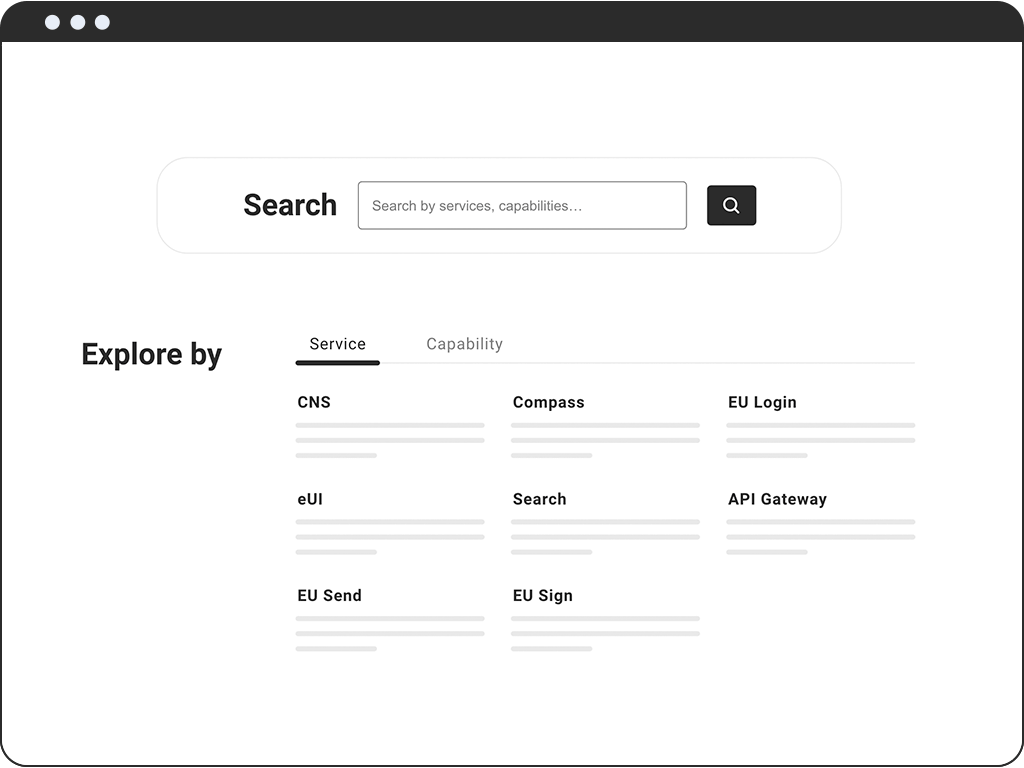 Search
Search by services, capabilities…
Explore by
Service
Capability
CNS
Compass
EU Login
eUI
Search
API Gateway
EU Send
EU Sign